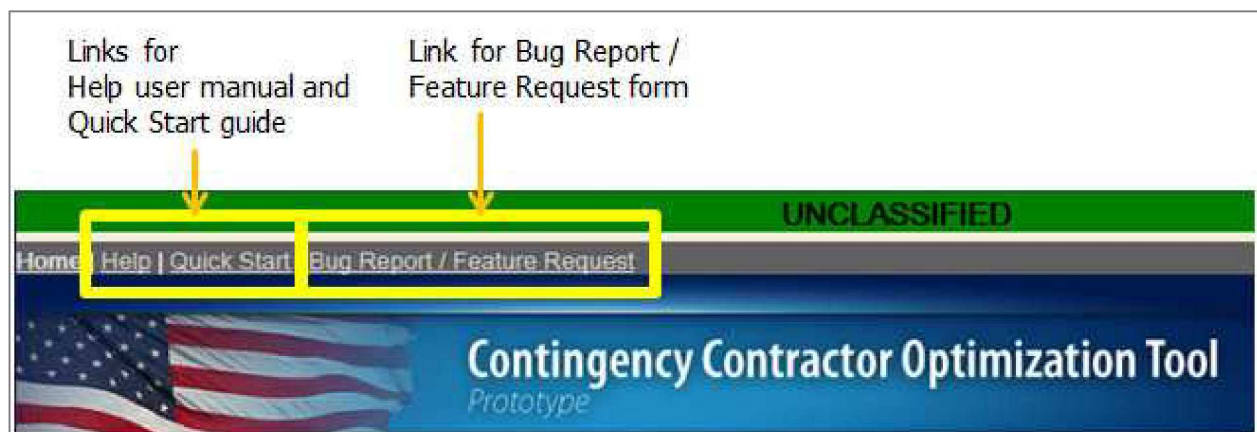 Links for
Help user manual and
Quick Start guide
Link for Bug Report /
Feature Request form
UNCLASSIFIED
Home | Help | Quick Start | Bug Report / Feature Request
Contingency Contractor Optimization Tool
Prototype